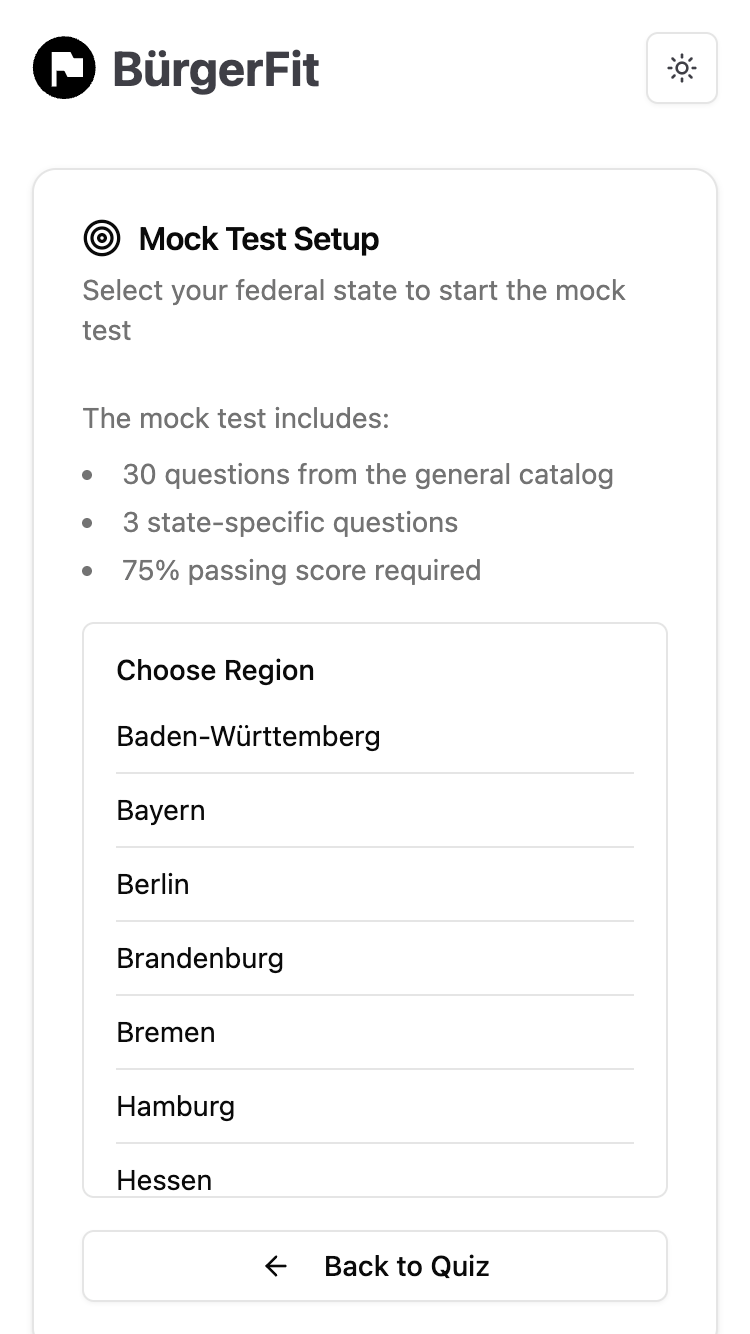 BürgerFit
Mock Test Setup
Select your federal state to start the mock
test
The mock test includes:
• 30 questions from the general catalog
• 3 state-specific questions
• 75% passing score required
Choose Region
Baden-Württemberg
Bayern
Berlin
Brandenburg
Bremen
Hamburg
Hessen
← Back to Quiz